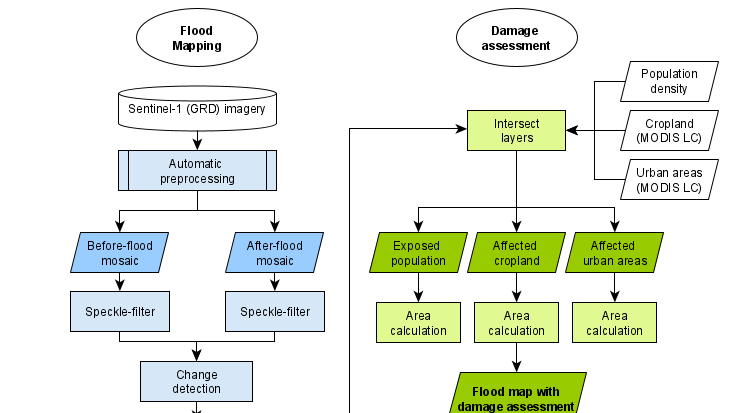 Flood
Mapping
Sentinel-1 (GRD) imagery
Automatic
preprocessing
Before-flood
mosaic
After-flood
mosaic
Speckle-filter
Speckle-filter
Change
detection
Damage
assessment
Population
density
Intersect
layers
Cropland
(MODIS LC)
Urban areas
(MODIS LC)
Exposed
population
Affected
cropland
Affected
urban areas
Area
calculation
Area
calculation
Area
calculation
Flood map with
damage assessment